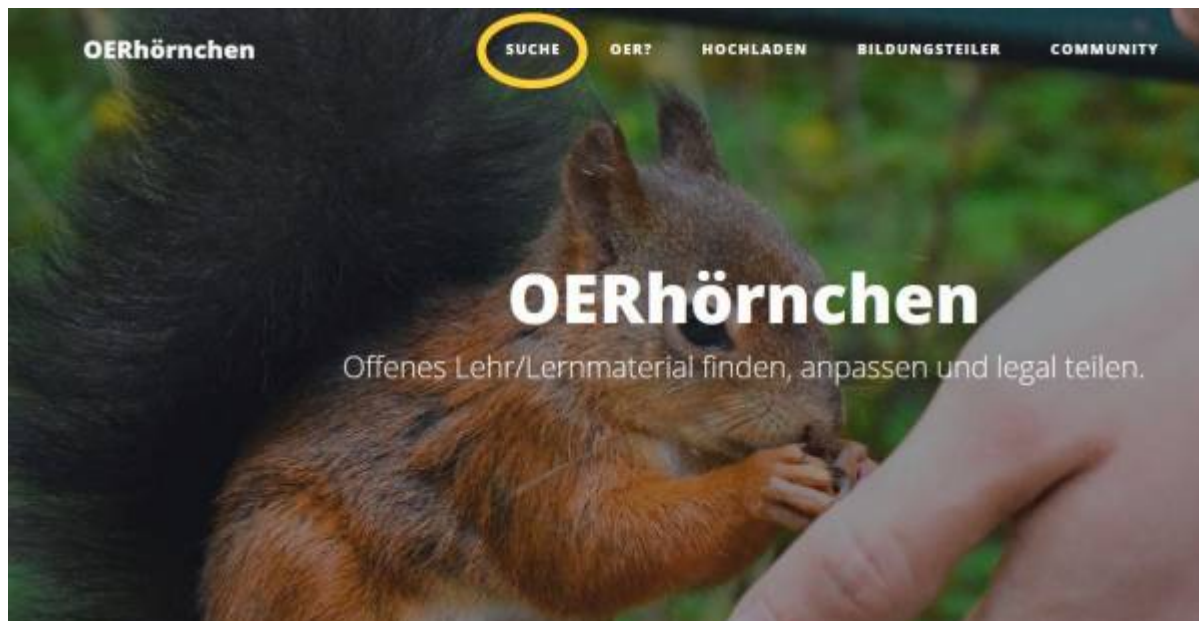 OERhörnchen SUCHE OER? HOCHLADEN BILDUNGSTEILER COMMUNITY
OERhörnchen
Offenes Lehr/Lernmaterial finden, anpassen und legal teilen.